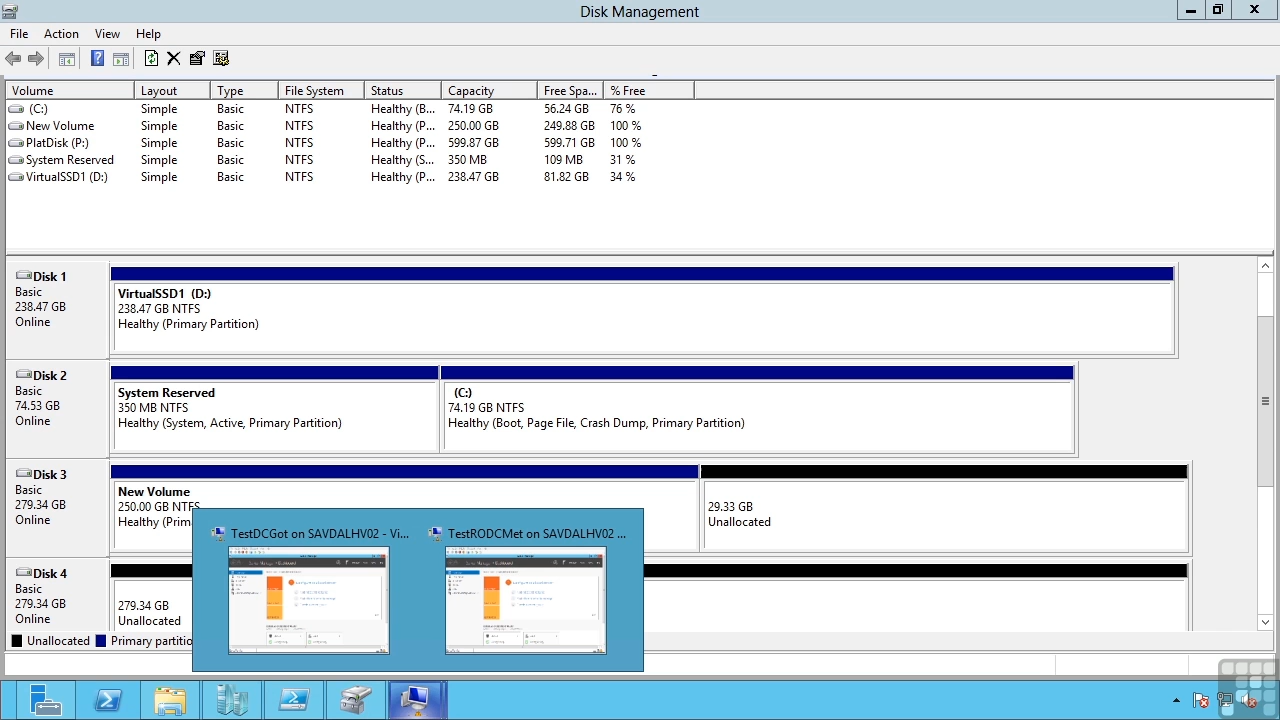 Disk Management
File Action View Help
Volume Layout Type File System Status Capacity Free Spa... % Free
(C:) Simple Basic NTFS Healthy (B... 74.19 GB 56.24 GB 76 %
New Volume Simple Basic NTFS Healthy (P... 250.00 GB 249.88 GB 100 %
PlatDisk (P:) Simple Basic NTFS Healthy (P... 599.87 GB 599.71 GB 100 %
System Reserved Simple Basic NTFS Healthy (S... 350 MB 109 MB 31 %
VirtualSSD1 (D:) Simple Basic NTFS Healthy (P... 238.47 GB 81.82 GB 34 %
Disk 1
Basic
238.47 GB
Online
VirtualSSD1 (D:)
238.47 GB NTFS
Healthy (Primary Partition)
Disk 2
Basic
74.53 GB
Online
System Reserved
350 MB NTFS
Healthy (System, Active, Primary Partition)
(C:)
74.19 GB NTFS
Healthy (Boot, Page File, Crash Dump, Primary Partition)
Disk 3
Basic
279.34 GB
Online
New Volume
250.00 GB NTFS
Healthy (Prim
29.33 GB
Unallocated
TestDCGot on SAVDALHV02 - Vi...
TestRODCMet on SAVDALHV02 ...
Disk 4
Basic
279.34 GB
Online
279.34 GB
Unallocated
Unallocated Primary partitio